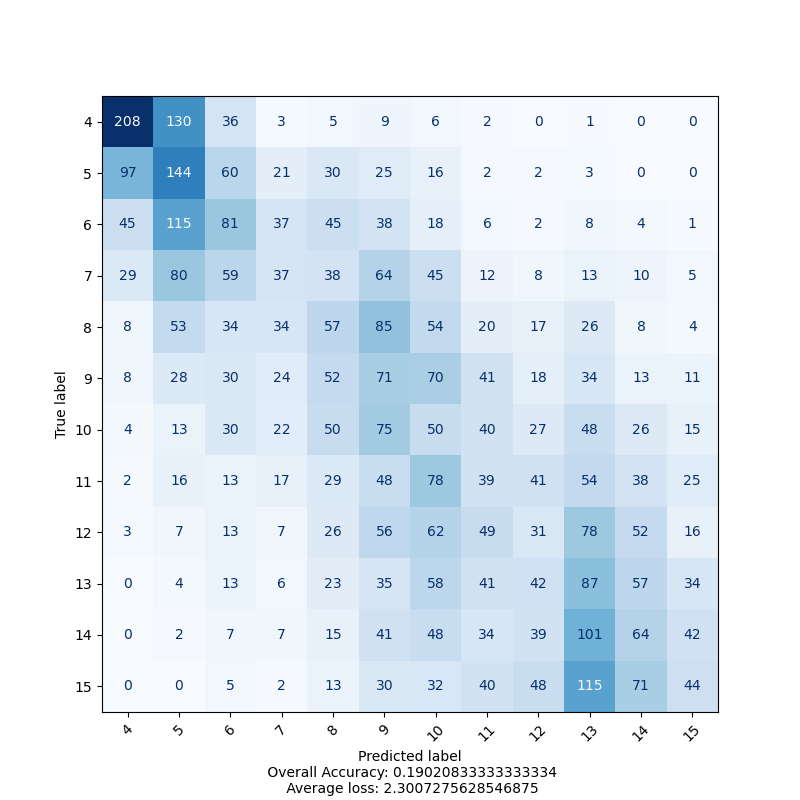 4 208 130 36 3 5 9 6 2 0 1 0 0
5 97 144 60 21 30 25 16 2 2 3 0 0
6 45 115 81 37 45 38 18 6 2 8 4 1
7 29 80 59 37 38 64 45 12 8 13 10 5
8 8 53 34 34 57 85 54 20 17 26 8 4
9 8 28 30 24 52 71 70 41 18 34 13 11
True label
10 4 13 30 22 50 75 50 40 27 48 26 15
11 2 16 13 17 29 48 78 39 41 54 38 25
12 3 7 13 7 26 56 62 49 31 78 52 16
13 0 4 13 6 23 35 58 41 42 87 57 34
14 0 2 7 7 15 41 48 34 39 101 64 42
15 0 0 5 2 13 30 32 40 48 115 71 44
4 5 6 7 8 9 10 11 12 13 14 15
Predicted label
Overall Accuracy: 0.19020833333333334
Average loss: 2.3007275628546875